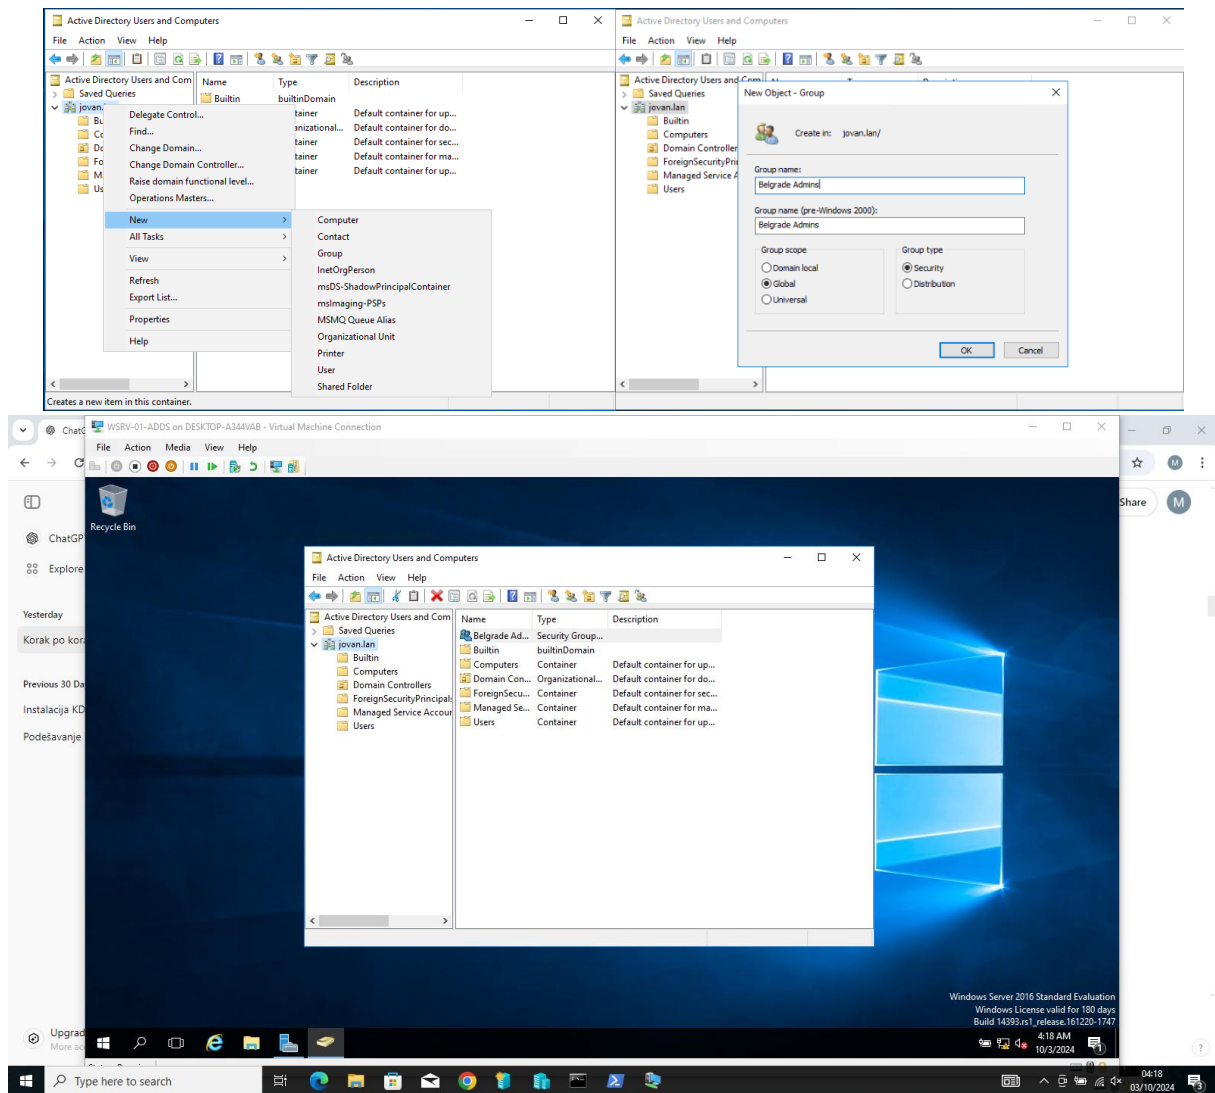 Active Directory Users and Computers
File Action View Help
Active Directory Users and Com
Saved Queries
jovan.
Name Type Description
Builtin builtinDomain
tainer Default container for up...
anizational... Default container for do...
tainer Default container for sec...
tainer Default container for ma...
tainer Default container for up...
Delegate Control...
Find...
Change Domain...
Change Domain Controller...
Raise domain functional level...
Operations Masters...
New
All Tasks
View
Refresh
Export List...
Properties
Help
Computer
Contact
Group
InetOrgPerson
msDS-ShadowPrincipalContainer
msImaging-PSPs
MSMQ Queue Alias
Organizational Unit
Printer
User
Shared Folder
Creates a new item in this container.
Active Directory Users and Computers
File Action View Help
Active Directory Users and Com
Saved Queries
jovan.lan
Builtin
Computers
Domain Controller
ForeignSecurityPri
Managed Service A
Users
New Object - Group
Create in: jovan.lan/
Group name:
Belgrade Admins
Group name (pre-Windows 2000):
Belgrade Admins
Group scope
Domain local
Global
Universal
Group type
Security
Distribution
OK Cancel
ChatG
WSRV-01-ADDS on DESKTOP-A344VAB - Virtual Machine Connection
File Action Media View Help
Share
M
M
ChatGP
Explore
Yesterday
Korak po kora
Previous 30 Da
Instalacija KD
Podešavanje
Upgrad
More ac
Recycle Bin
Active Directory Users and Computers
File Action View Help
Active Directory Users and Com
Saved Queries
jovan.lan
Builtin
Computers
Domain Controllers
ForeignSecurityPrincipals
Managed Service Accour
Users
Name Type Description
Belgrade Ad... Security Group...
Builtin builtinDomain
Computers Container Default container for up...
Domain Con... Organizational... Default container for do...
ForeignSecu... Container Default container for sec...
Managed Se... Container Default container for ma...
Users Container Default container for up...
Windows Server 2016 Standard Evaluation
Windows License valid for 180 days
Build 14393.rs1_release.161220-1747
4:18 AM
10/3/2024
Type here to search
04:18
03/10/2024